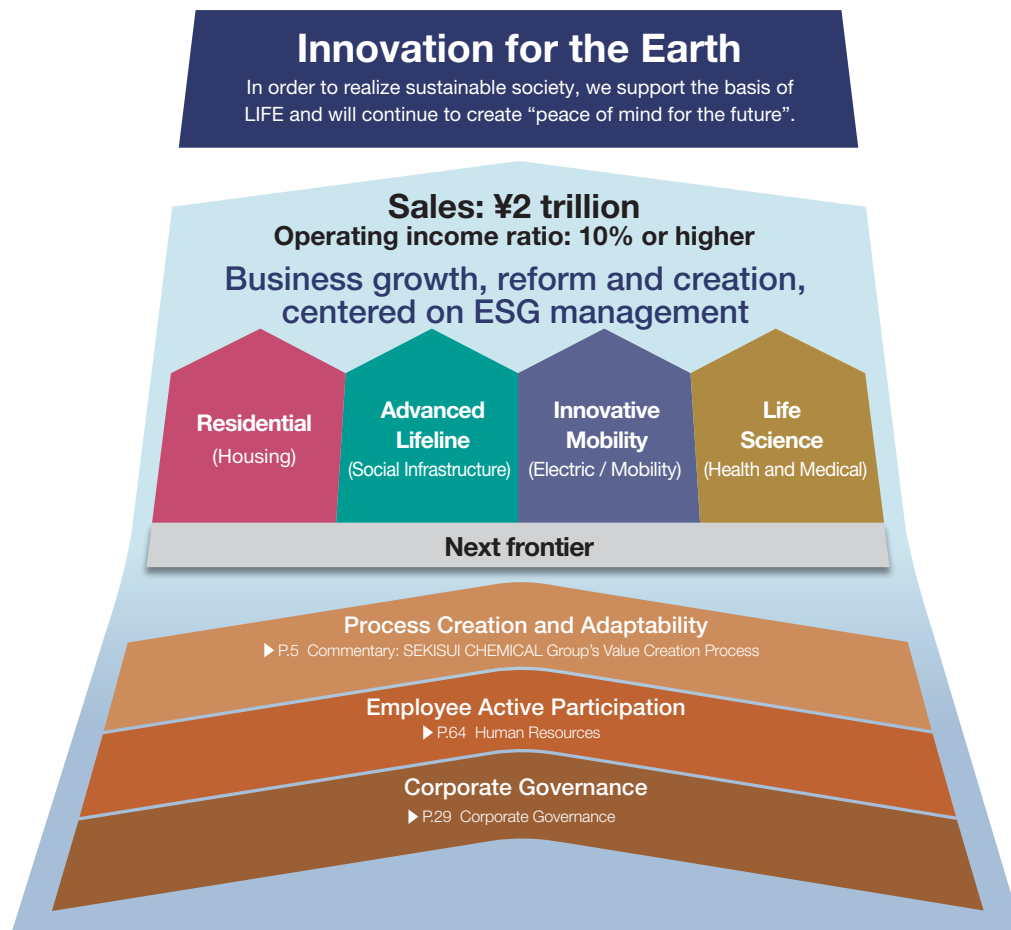 Innovation for the Earth
In order to realize sustainable society, we support the basis of
LIFE and will continue to create “peace of mind for the future”.
Sales: ¥2 trillion
Operating income ratio: 10% or higher
Business growth, reform and creation,
centered on ESG management
Residential
(Housing)
Advanced
Lifeline
(Social Infrastructure)
Innovative
Mobility
(Electric / Mobility)
Life
Science
(Health and Medical)
Next frontier
Process Creation and Adaptability
▶ P.5 Commentary: SEKISUI CHEMICAL Group’s Value Creation Process
Employee Active Participation
▶ P.64 Human Resources
Corporate Governance
▶ P.29 Corporate Governance